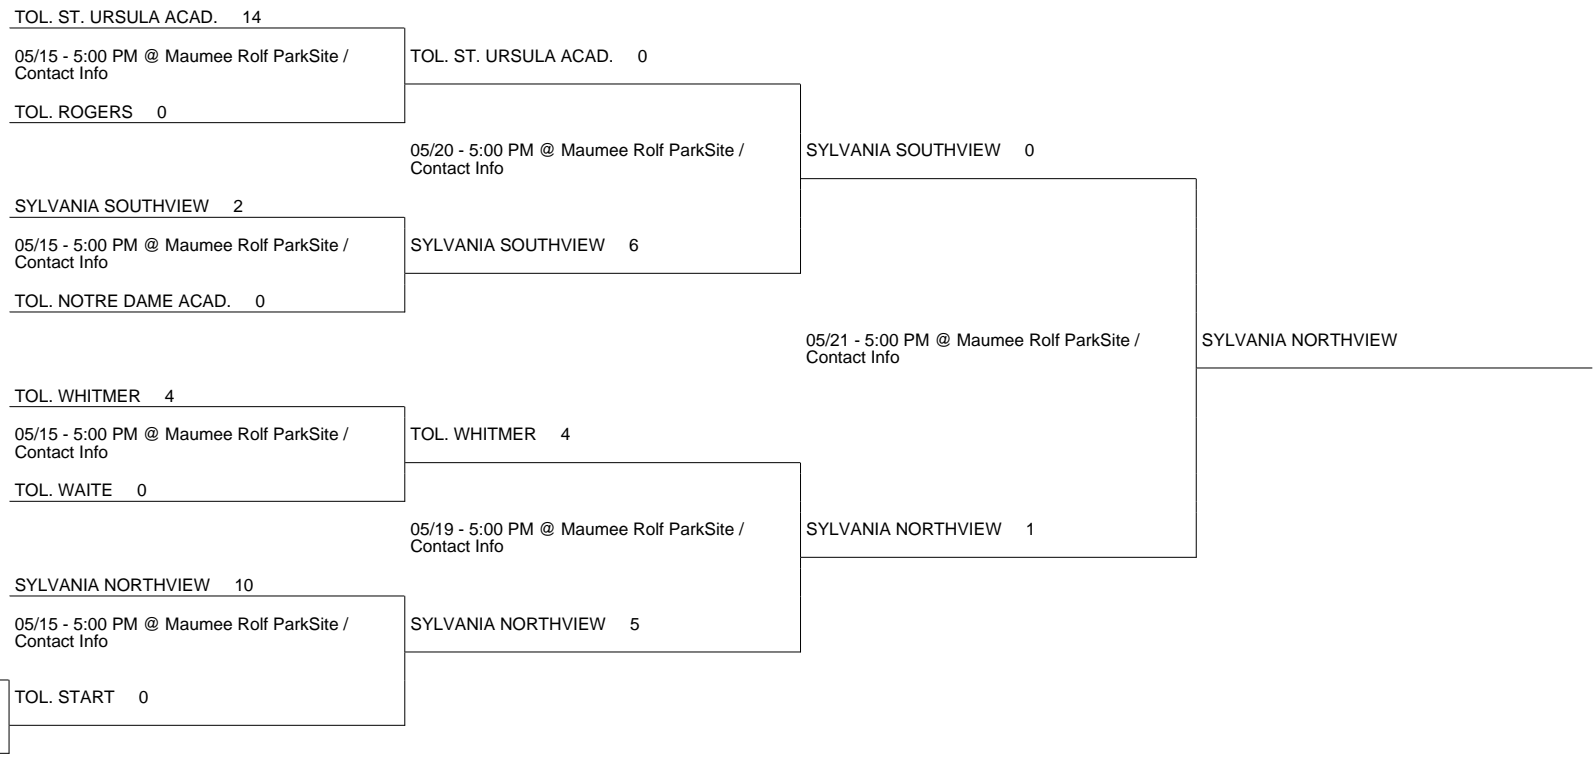 TOL. ST. URSULA ACAD. 14
05/15 - 5:00 PM @ Maumee Rolf ParkSite /
Contact Info
TOL. ROGERS 0
SYLVANIA SOUTHVIEW 2
05/15 - 5:00 PM @ Maumee Rolf ParkSite /
Contact Info
TOL. NOTRE DAME ACAD. 0
TOL. WHITMER 4
05/15 - 5:00 PM @ Maumee Rolf ParkSite /
Contact Info
TOL. WAITE 0
SYLVANIA NORTHVIEW 10
05/15 - 5:00 PM @ Maumee Rolf ParkSite /
Contact Info
TOL. START 0
TOL. ST. URSULA ACAD. 0
05/20 - 5:00 PM @ Maumee Rolf ParkSite /
Contact Info
SYLVANIA SOUTHVIEW 6
TOL. WHITMER 4
05/19 - 5:00 PM @ Maumee Rolf ParkSite /
Contact Info
SYLVANIA NORTHVIEW 5
SYLVANIA SOUTHVIEW 0
05/21 - 5:00 PM @ Maumee Rolf ParkSite /
Contact Info
SYLVANIA NORTHVIEW 1
SYLVANIA NORTHVIEW